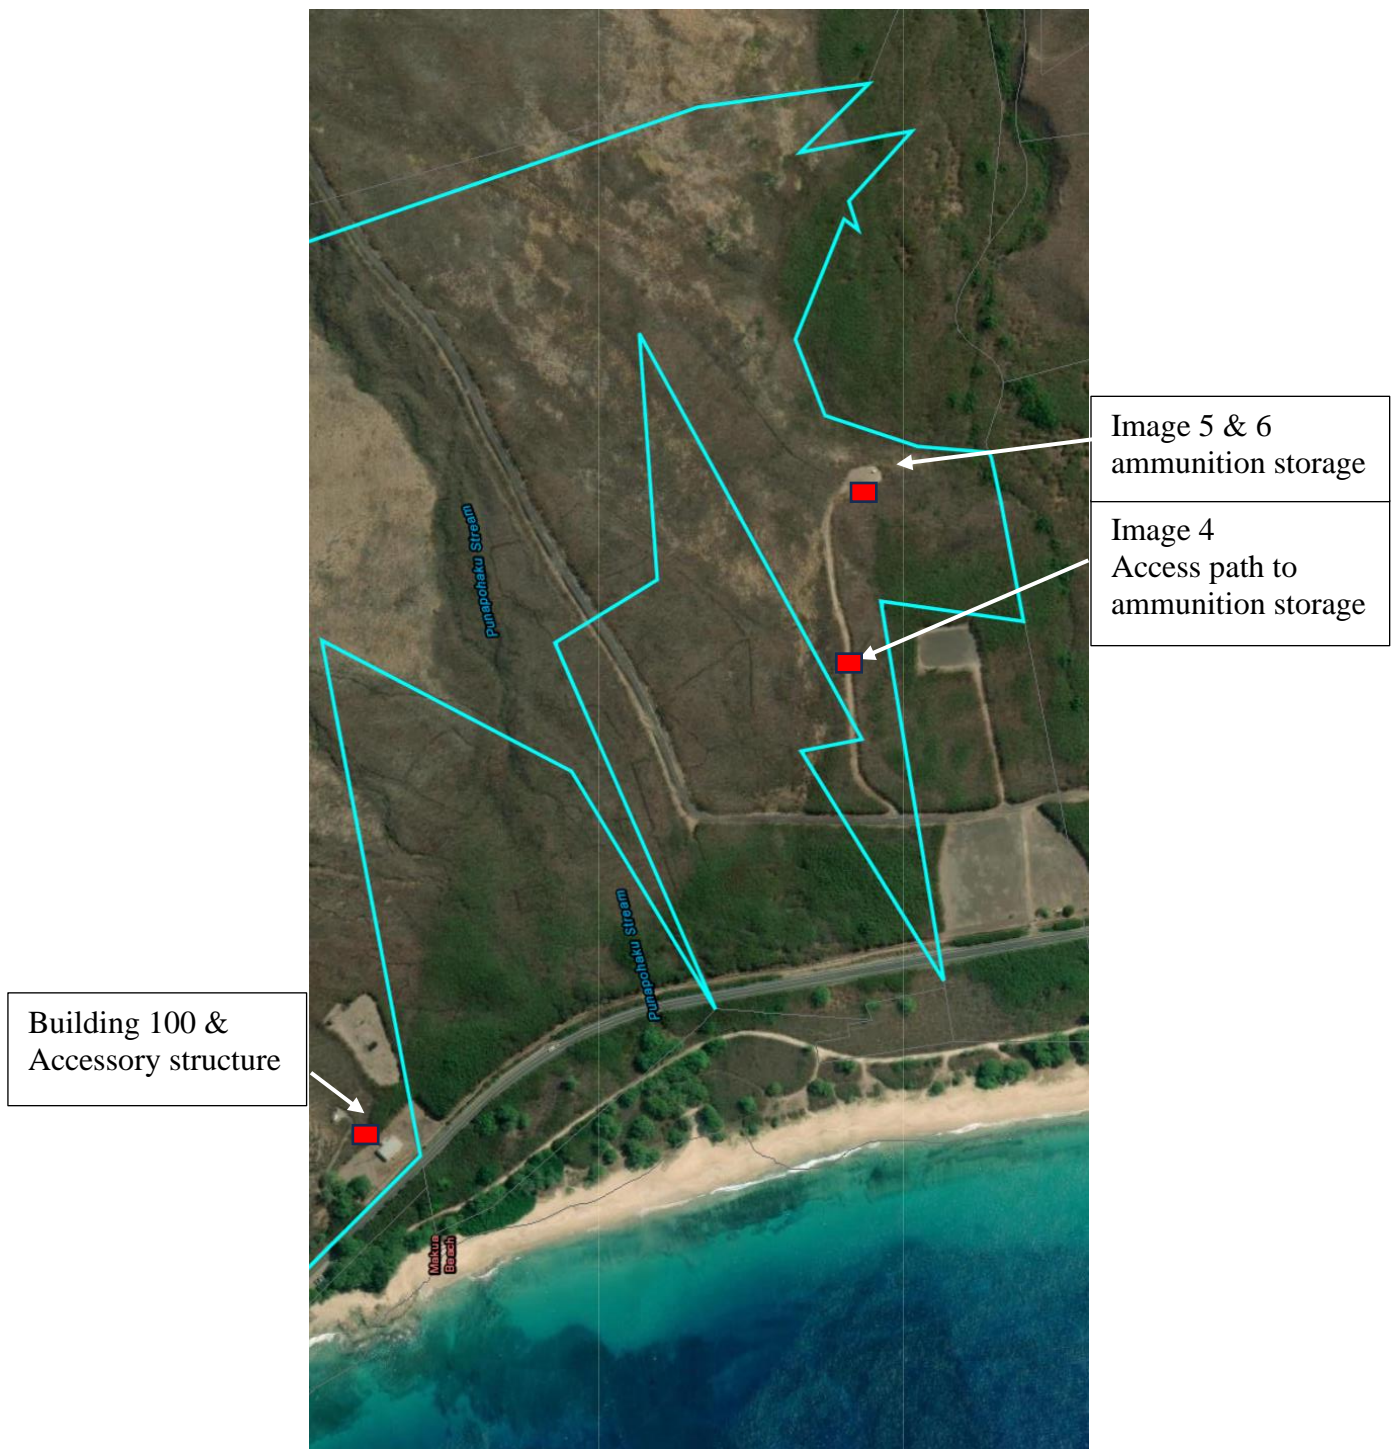 Image 5 & 6
ammunition storage
Image 4
Access path to
ammunition storage
Punapohaku Stream
Punapohaku Stream
Building 100 &
Accessory structure
Makua
Beach